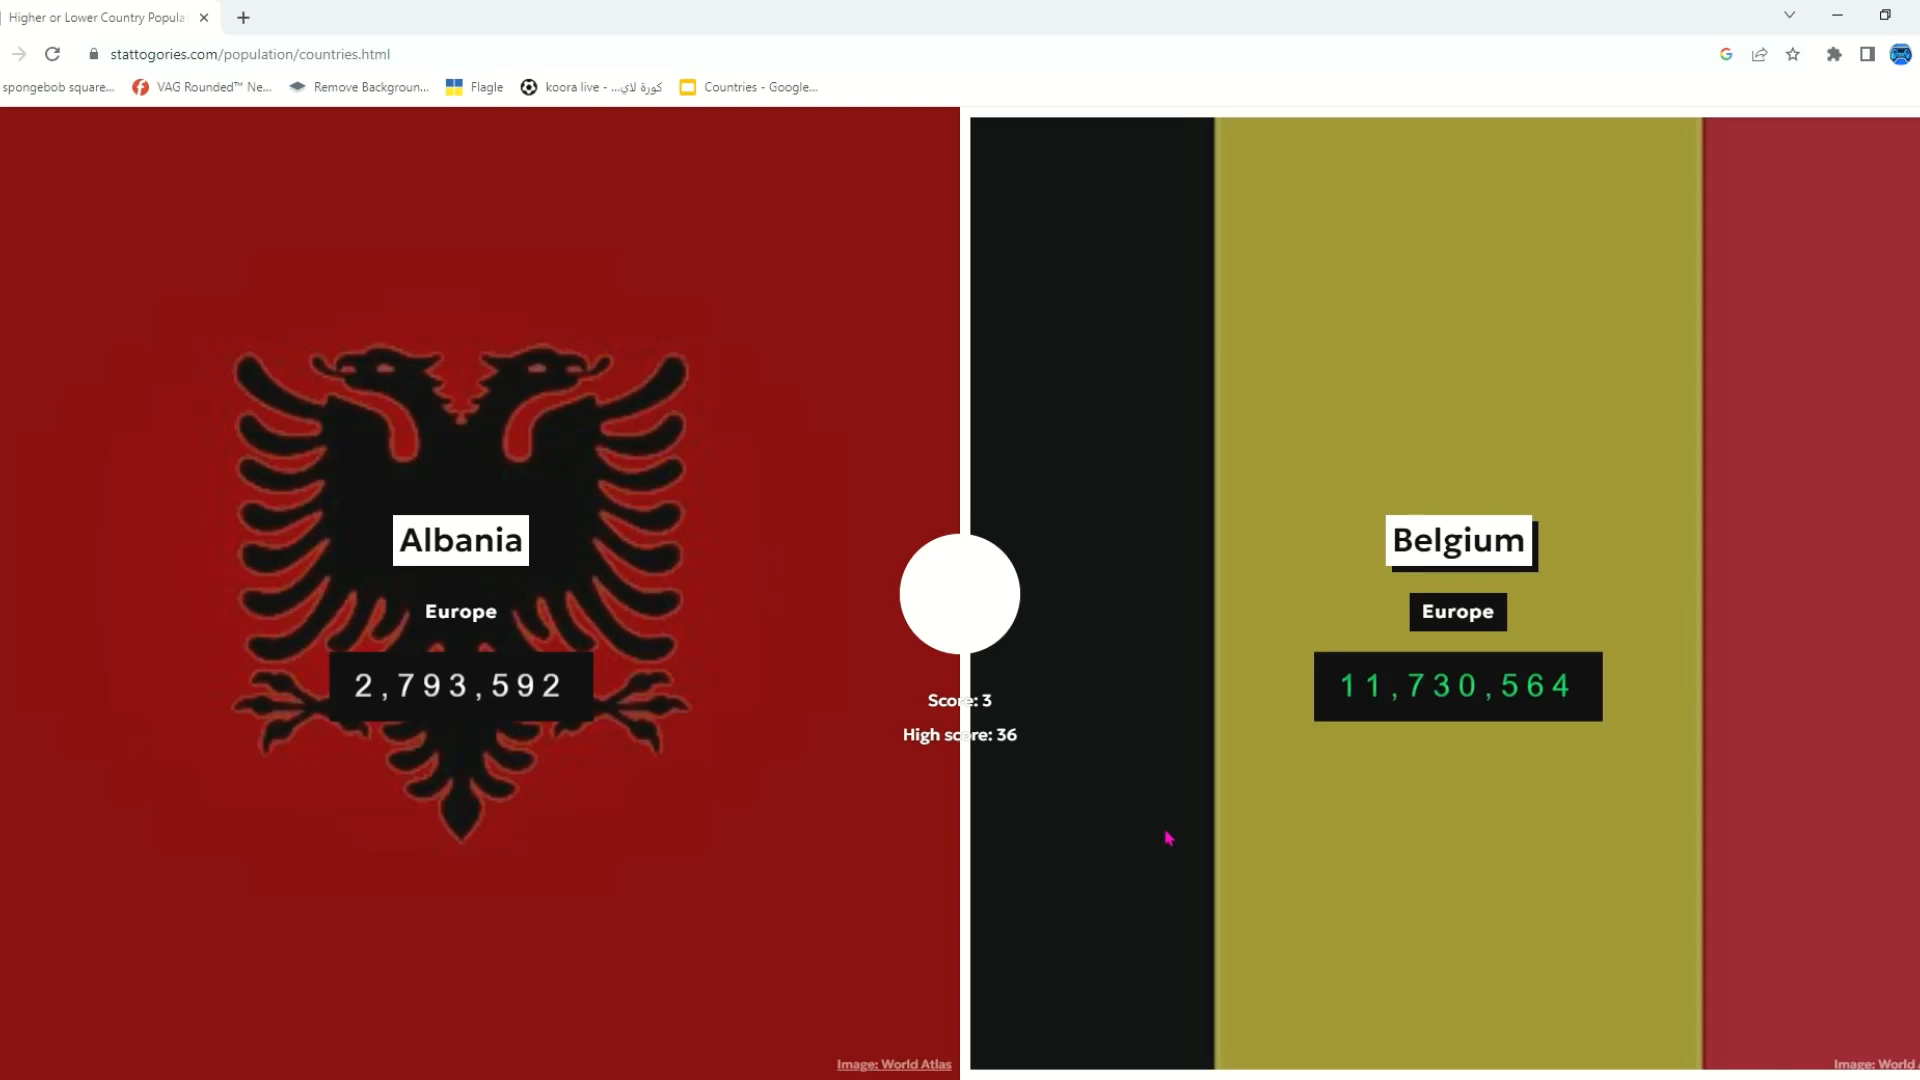 Higher or Lower Country Popula
stattogories.com/population/countries.html
spongebob square...
VAG Rounded™ Ne...
Remove Backgroun...
Flagle
koora live - ...كورة لاي
Countries - Google...
Albania
Europe
2,793,592
Belgium
Europe
11,730,564
Score: 3
High score: 36
Image: World Atlas
Image: World